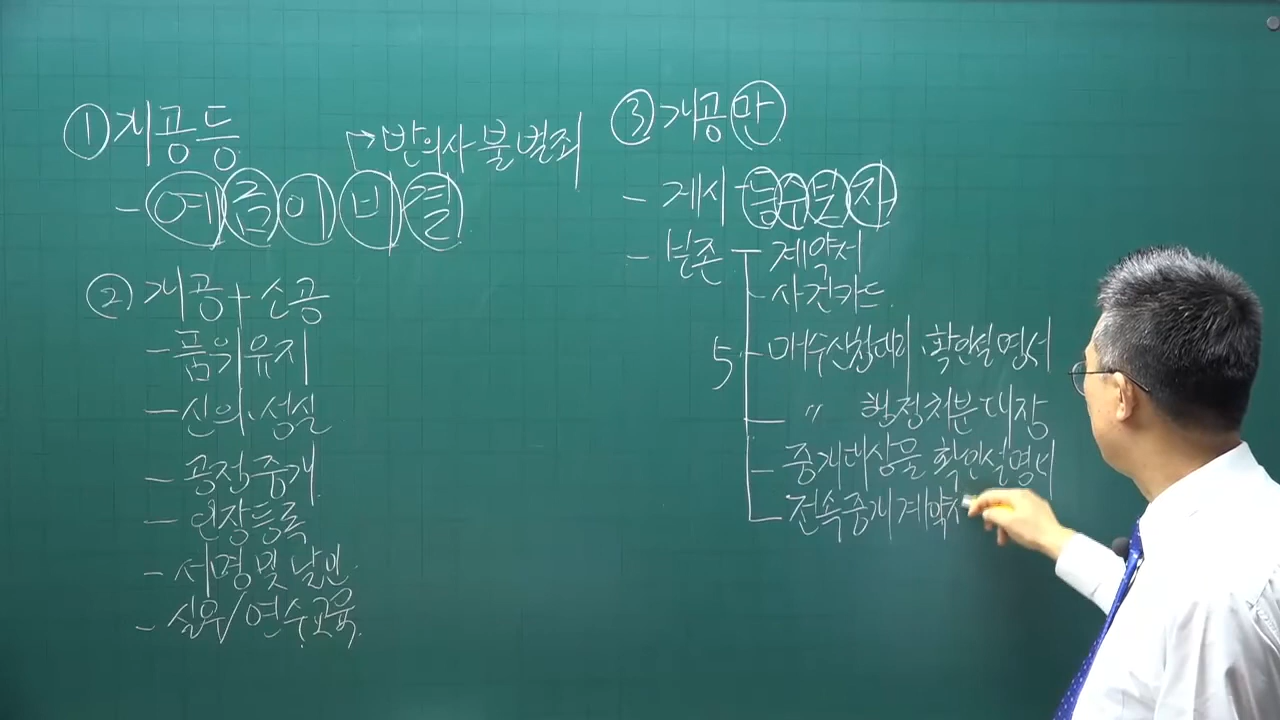 ① 개공등
→ 반의사불벌죄
- 예금이비결
② 개공 + 소공
- 품위유지
- 신의·성실
- 공정중개
- 인장등록
- 서명 및 날인
- 실무/연수교육
③ 개공만
- 게시 등수보자
- 보존 계약서
사건카드
5 매수신청대리·확인설명서
〃 행정처분대장
중개대상물 확인설명서
전속중개계약서